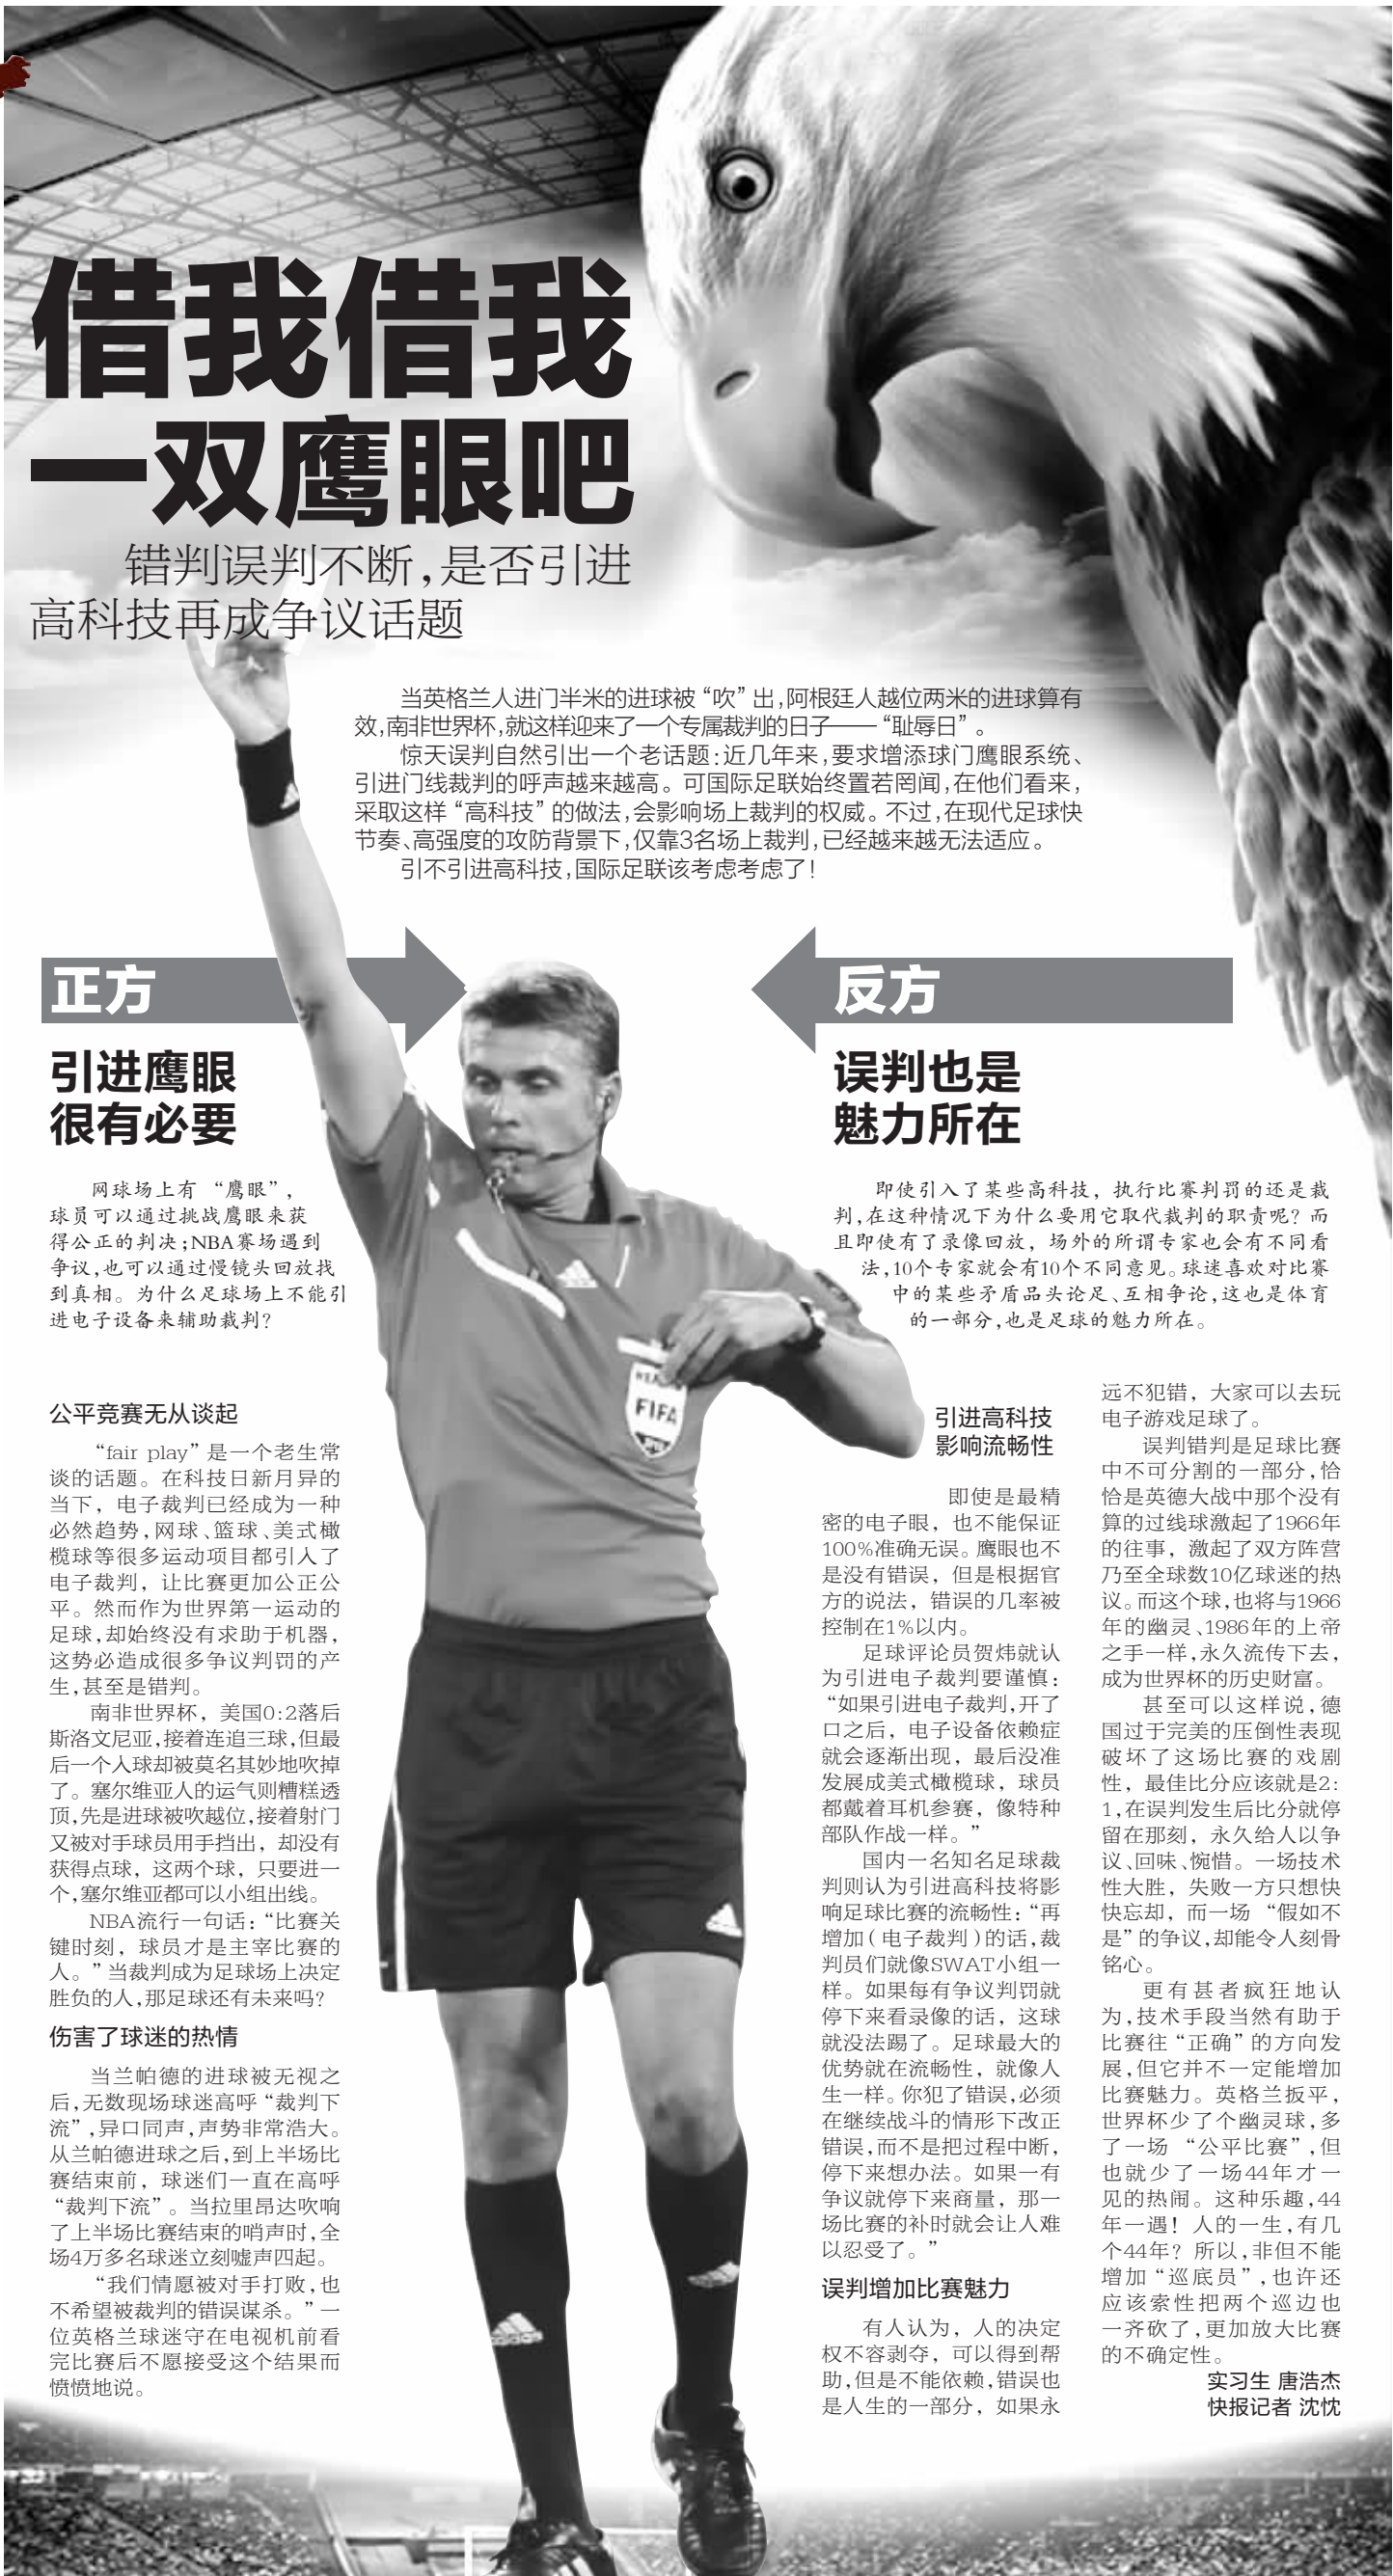 借我借我
一双鹰眼吧
错判误判不断,是否引进
高科技再成争议话题
当英格兰人进门半米的进球被“吹”出,阿根廷人越位两米的进球算有
效,南非世界杯,就这样迎来了一个专属裁判的日子——“耻辱日”。
惊天误判自然引出一个老话题:近几年来,要求增添球门鹰眼系统、
引进门线裁判的呼声越来越高。可国际足联始终置若罔闻,在他们看来,
采取这样“高科技”的做法,会影响场上裁判的权威。不过,在现代足球快
节奏、高强度的攻防背景下,仅靠3名场上裁判,已经越来越无法适应。
引不引进高科技,国际足联该考虑考虑了!
正方
引进鹰眼
很有必要
网球场上有“鹰眼”,
球员可以通过挑战鹰眼来获
得公正的判决;NBA赛场遇到
争议,也可以通过慢镜头回放找
到真相。为什么足球场上不能引
进电子设备来辅助裁判?
公平竞赛无从谈起
“fair play”是一个老生常
谈的话题。在科技日新月异的
当下,电子裁判已经成为一种
必然趋势,网球、篮球、美式橄
榄球等很多运动项目都引入了
电子裁判,让比赛更加公正公
平。然而作为世界第一运动的
足球,却始终没有求助于机器,
这势必造成很多争议判罚的产
生,甚至是错判。
南非世界杯,美国0:2落后
斯洛文尼亚,接着连追三球,但最
后一个入球却被莫名其妙地吹掉
了。塞尔维亚人的运气则糟糕透
顶,先是进球被吹越位,接着射门
又被对手球员用手挡出,却没有
获得点球,这两个球,只要进一
个,塞尔维亚都可以小组出线。
NBA流行一句话:“比赛关
键时刻,球员才是主宰比赛的
人。”当裁判成为足球场上决定
胜负的人,那足球还有未来吗?
伤害了球迷的热情
当兰帕德的进球被无视之
后,无数现场球迷高呼“裁判下
流”,异口同声,声势非常浩大。
从兰帕德进球之后,到上半场比
赛结束前,球迷们一直在高呼
“裁判下流”。当拉里昂达吹响
了上半场比赛结束的哨声时,全
场4万多名球迷立刻嘘声四起。
“我们情愿被对手打败,也
不希望被裁判的错误谋杀。”一
位英格兰球迷守在电视机前看
完比赛后不愿接受这个结果而
愤愤地说。
FIFA
反方
误判也是
魅力所在
即使引入了某些高科技,执行比赛判罚的还是裁
判,在这种情况下为什么要用它取代裁判的职责呢?而
且即使有了录像回放,场外的所谓专家也会有不同看
法,10个专家就会有10个不同意见。球迷喜欢对比赛
中的某些矛盾品头论足、互相争论,这也是体育
的一部分,也是足球的魅力所在。
引进高科技
影响流畅性
即使是最精
密的电子眼,也不能保证
100%准确无误。鹰眼也不
是没有错误,但是根据官
方的说法,错误的几率被
控制在1%以内。
足球评论员贺炜就认
为引进电子裁判要谨慎:
“如果引进电子裁判,开了
口之后,电子设备依赖症
就会逐渐出现,最后没准
发展成美式橄榄球,球员
都戴着耳机参赛,像特种
部队作战一样。”
国内一名知名足球裁
判则认为引进高科技将影
响足球比赛的流畅性:“再
增加(电子裁判)的话,裁
判员们就像SWAT小组一
样。如果每有争议判罚就
停下来看录像的话,这球
就没法踢了。足球最大的
优势就在流畅性,就像人
生一样。你犯了错误,必须
在继续战斗的情形下改正
错误,而不是把过程中断,
停下来想办法。如果一有
争议就停下来商量,那一
场比赛的补时就会让人难
以忍受了。”
误判增加比赛魅力
有人认为,人的决定
权不容剥夺,可以得到帮
助,但是不能依赖,错误也
是人生的一部分,如果永
远不犯错,大家可以去玩
电子游戏足球了。
误判错判是足球比赛
中不可分割的一部分,恰
恰是英德大战中那个没有
算的过线球激起了1966年
的往事,激起了双方阵营
乃至全球数10亿球迷的热
议。而这个球,也将与1966
年的幽灵、1986年的上帝
之手一样,永久流传下去,
成为世界杯的历史财富。
甚至可以这样说,德
国过于完美的压倒性表现
破坏了这场比赛的戏剧
性,最佳比分应该就是2:
1,在误判发生后比分就停
留在那刻,永久给人以争
议、回味、惋惜。一场技术
性大胜,失败一方只想快
快忘却,而一场“假如不
是”的争议,却能令人刻骨
铭心。
更有甚者疯狂地认
为,技术手段当然有助于
比赛往“正确”的方向发
展,但它并不一定能增加
比赛魅力。英格兰扳平,
世界杯少了个幽灵球,多
了一场“公平比赛”,但
也就少了一场44年才一
见的热闹。这种乐趣,44
年一遇!人的一生,有几
个44年?所以,非但不能
增加“巡底员”,也许还
应该索性把两个巡边也
一齐砍了,更加放大比赛
的不确定性。
实习生 唐浩杰
快报记者 沈忱